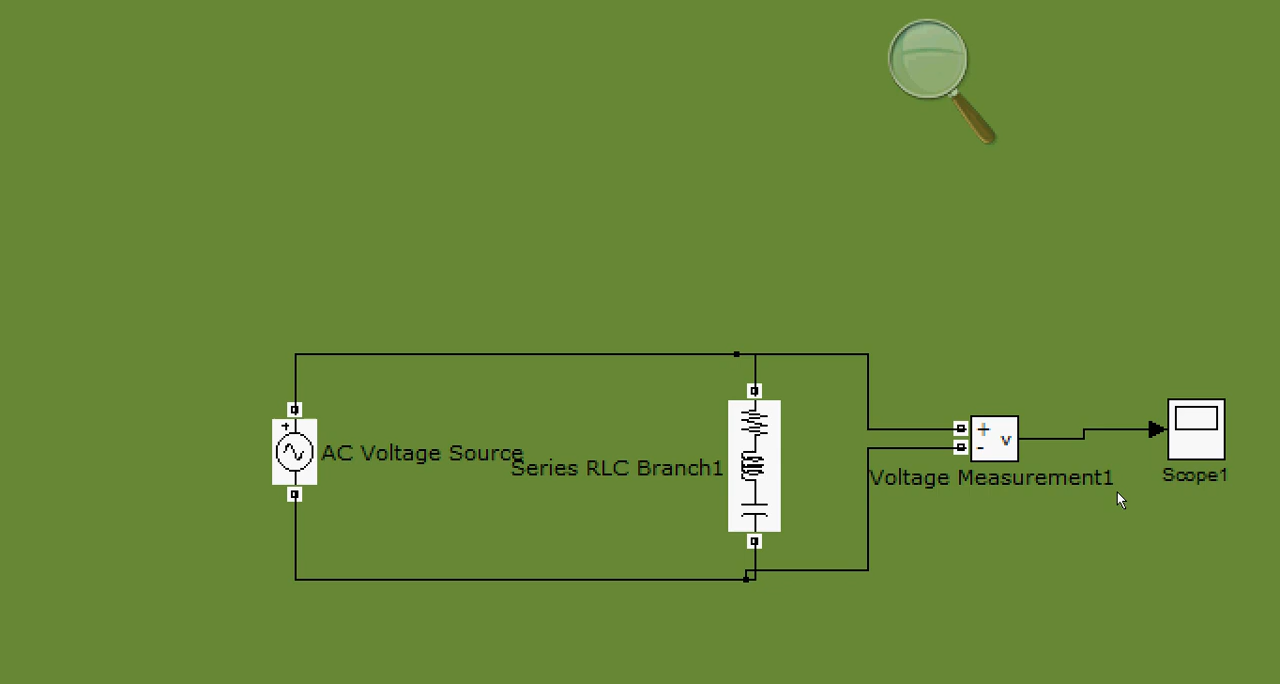 AC Voltage Source
Series RLC Branch1
+
-
v
Voltage Measurement1
Scope1
+